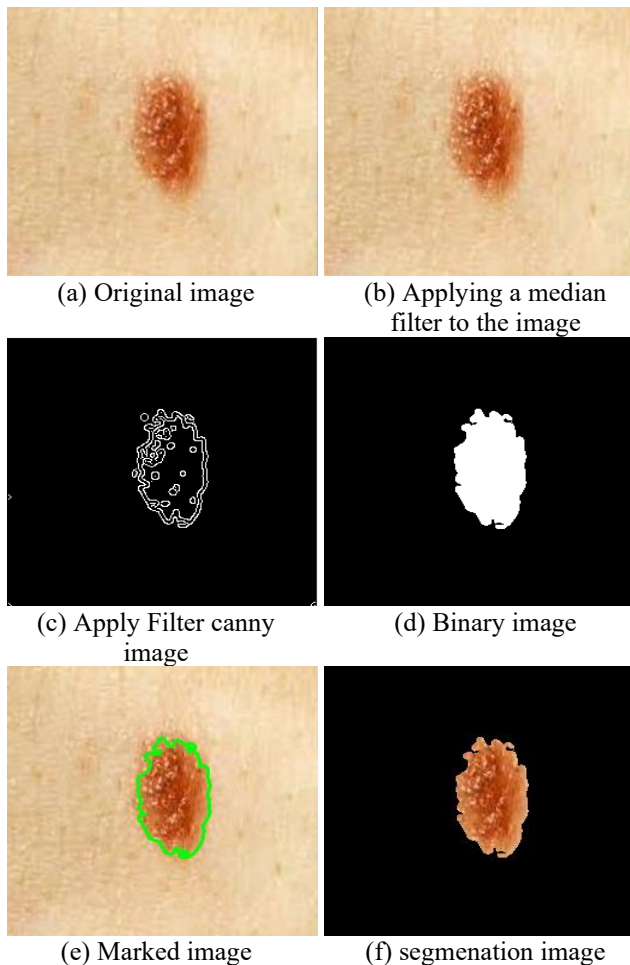 (a) Original image
(b) Applying a median
filter to the image
(c) Apply Filter canny
image
(d) Binary image
(e) Marked image
(f) segmenation image